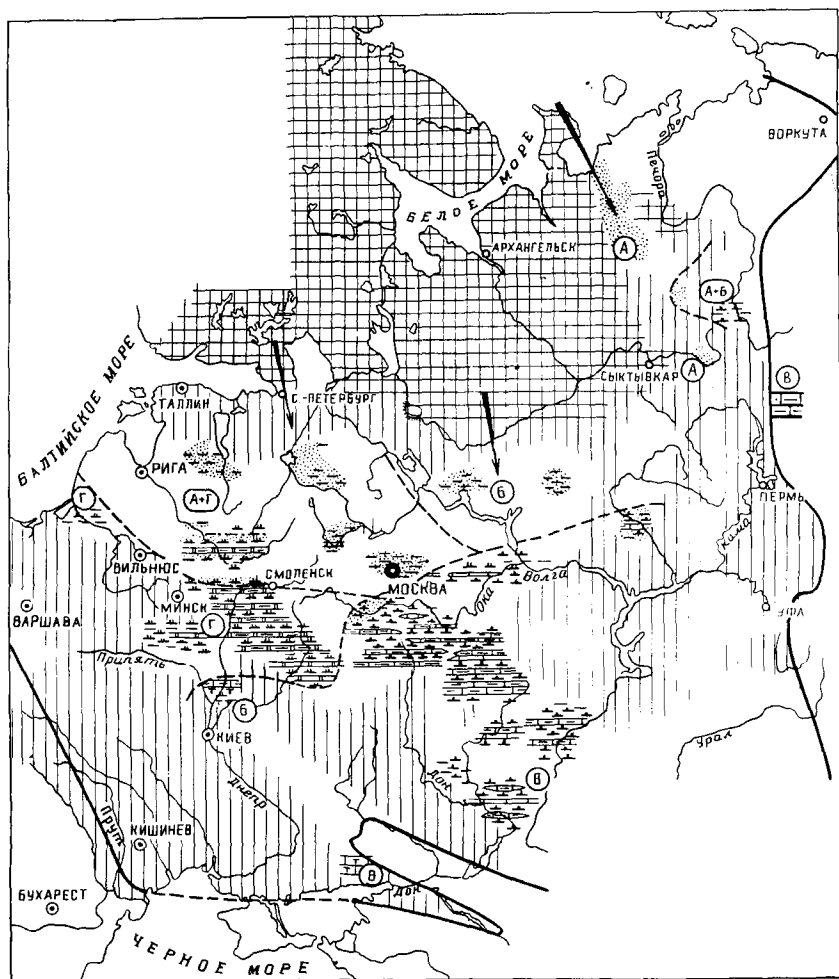 ВОРКУТА
Печора
БЕЛОЕ МОРЕ
АРХАНГЕЛЬСК
А
А+Б
СЫКТЫВКАР
А
В
БАЛТИЙСКОЕ МОРЕ
ТАЛЛИН
С.-ПЕТЕРБУРГ
РИГА
Г
А+Г
Б
ПЕРМЬ
Кама
ВИЛЬНЮС
СМОЛЕНСК
МОСКВА
Ока
Волга
МИНСК
УФА
ВАРШАВА
Г
Припять
Б
КИЕВ
Урал
Дон
В
Днепр
Прут
КИШИНЕВ
В
Дон
БУХАРЕСТ
ЧЕРНОЕ МОРЕ